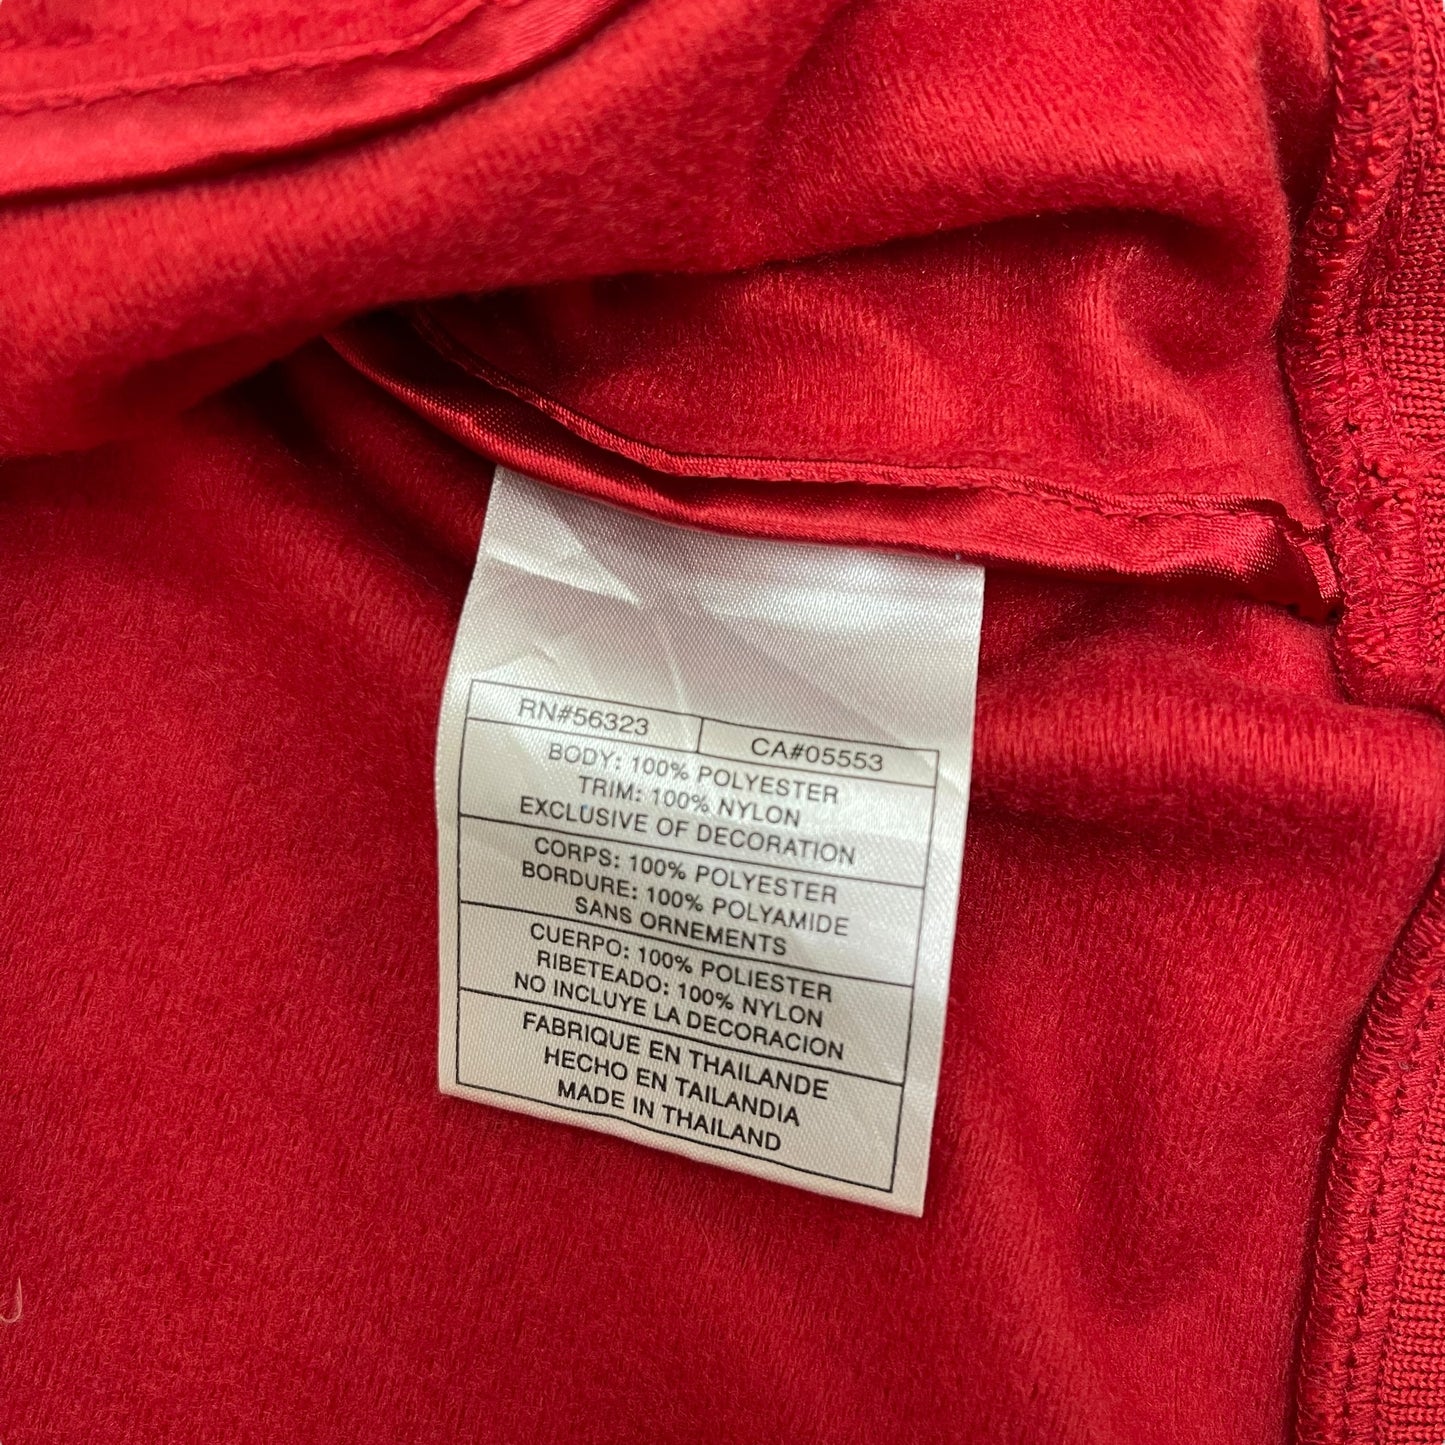 RN#56323 CA#05553
BODY: 100% POLYESTER
TRIM: 100% NYLON
EXCLUSIVE OF DECORATION
CORPS: 100% POLYESTER
BORDURE: 100% POLYAMIDE
SANS ORNEMENTS
CUERPO: 100% POLIESTER
RIBETEADO: 100% NYLON
NO INCLUYE LA DECORACION
FABRIQUE EN THAILANDE
HECHO EN TAILANDIA
MADE IN THAILAND